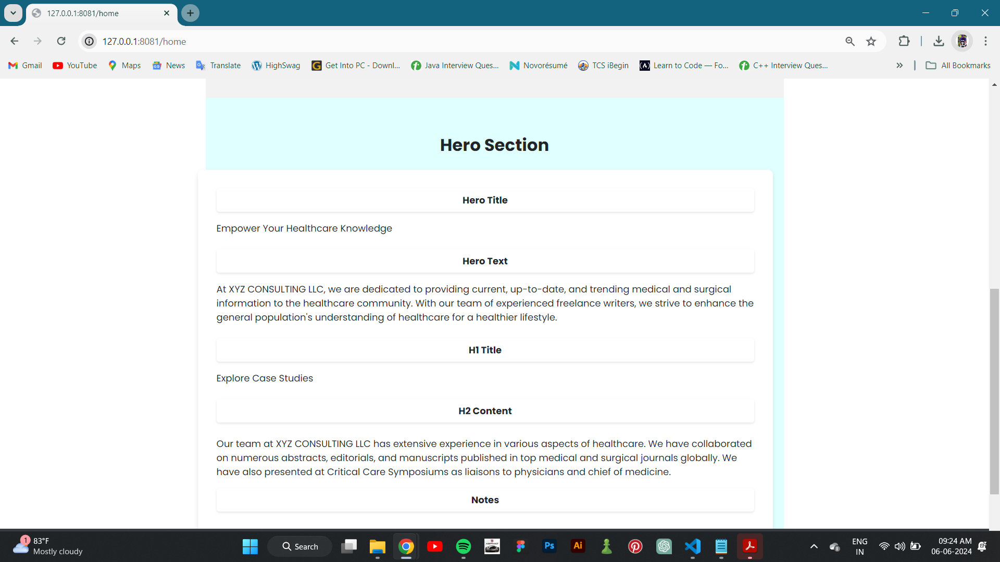 127.0.0.1:8081/home
127.0.0.1:8081/home
Gmail YouTube Maps News Translate HighSwag Get Into PC - Downl... Java Interview Ques... Novorésumé TCS iBegin Learn to Code — Fo... C++ Interview Ques... All Bookmarks
Hero Section
Hero Title
Empower Your Healthcare Knowledge
Hero Text
At XYZ CONSULTING LLC, we are dedicated to providing current, up-to-date, and trending medical and surgical
information to the healthcare community. With our team of experienced freelance writers, we strive to enhance the
general population's understanding of healthcare for a healthier lifestyle.
H1 Title
Explore Case Studies
H2 Content
Our team at XYZ CONSULTING LLC has extensive experience in various aspects of healthcare. We have collaborated
on numerous abstracts, editorials, and manuscripts published in top medical and surgical journals globally. We
have also presented at Critical Care Symposiums as liaisons to physicians and chief of medicine.
Notes
1
83°F
Mostly cloudy
Search
Ps
Ai
ENG
IN
09:24 AM
06-06-2024